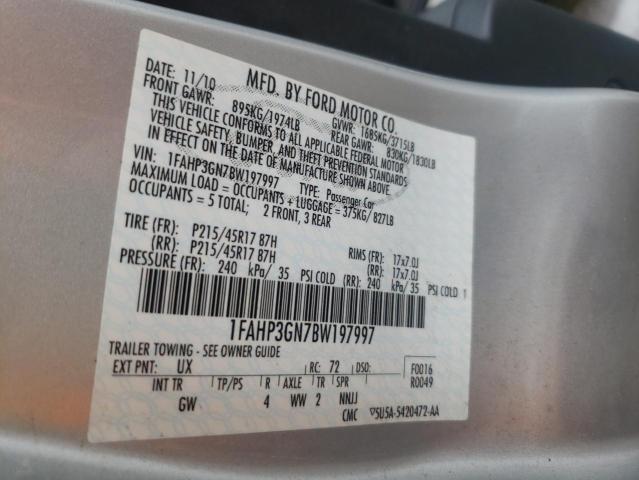 MFD. BY FORD MOTOR CO.
DATE: 11/10 GVWR: 1685KG/3715LB
FRONT GAWR: 895KG/1974LB REAR GAWR: 830KG/1830LB
THIS VEHICLE CONFORMS TO ALL APPLICABLE FEDERAL MOTOR
VEHICLE SAFETY, BUMPER, AND THEFT PREVENTION STANDARDS
IN EFFECT ON THE DATE OF MANUFACTURE SHOWN ABOVE.
VIN: 1FAHP3GN7BW197997 TYPE: Passenger Car
MAXIMUM LOAD = OCCUPANTS + LUGGAGE = 375KG/827LB
OCCUPANTS = 5 TOTAL; 2 FRONT, 3 REAR
TIRE (FR): P215/45R17 87H RIMS (FR): 17x7.0J
(RR): P215/45R17 87H (RR): 17x7.0J
PRESSURE (FR): 240 kPa/ 35 PSI COLD (RR): 240 kPa/ 35 PSI COLD 1
1FAHP3GN7BW197997
TRAILER TOWING - SEE OWNER GUIDE
EXT PNT: UX RC: 72 DSO: F0016
INT TR TP/PS R AXLE TR SPR R0049
GW 4 WW 2 NNJJ
CMC 5U5A-5420472-AA